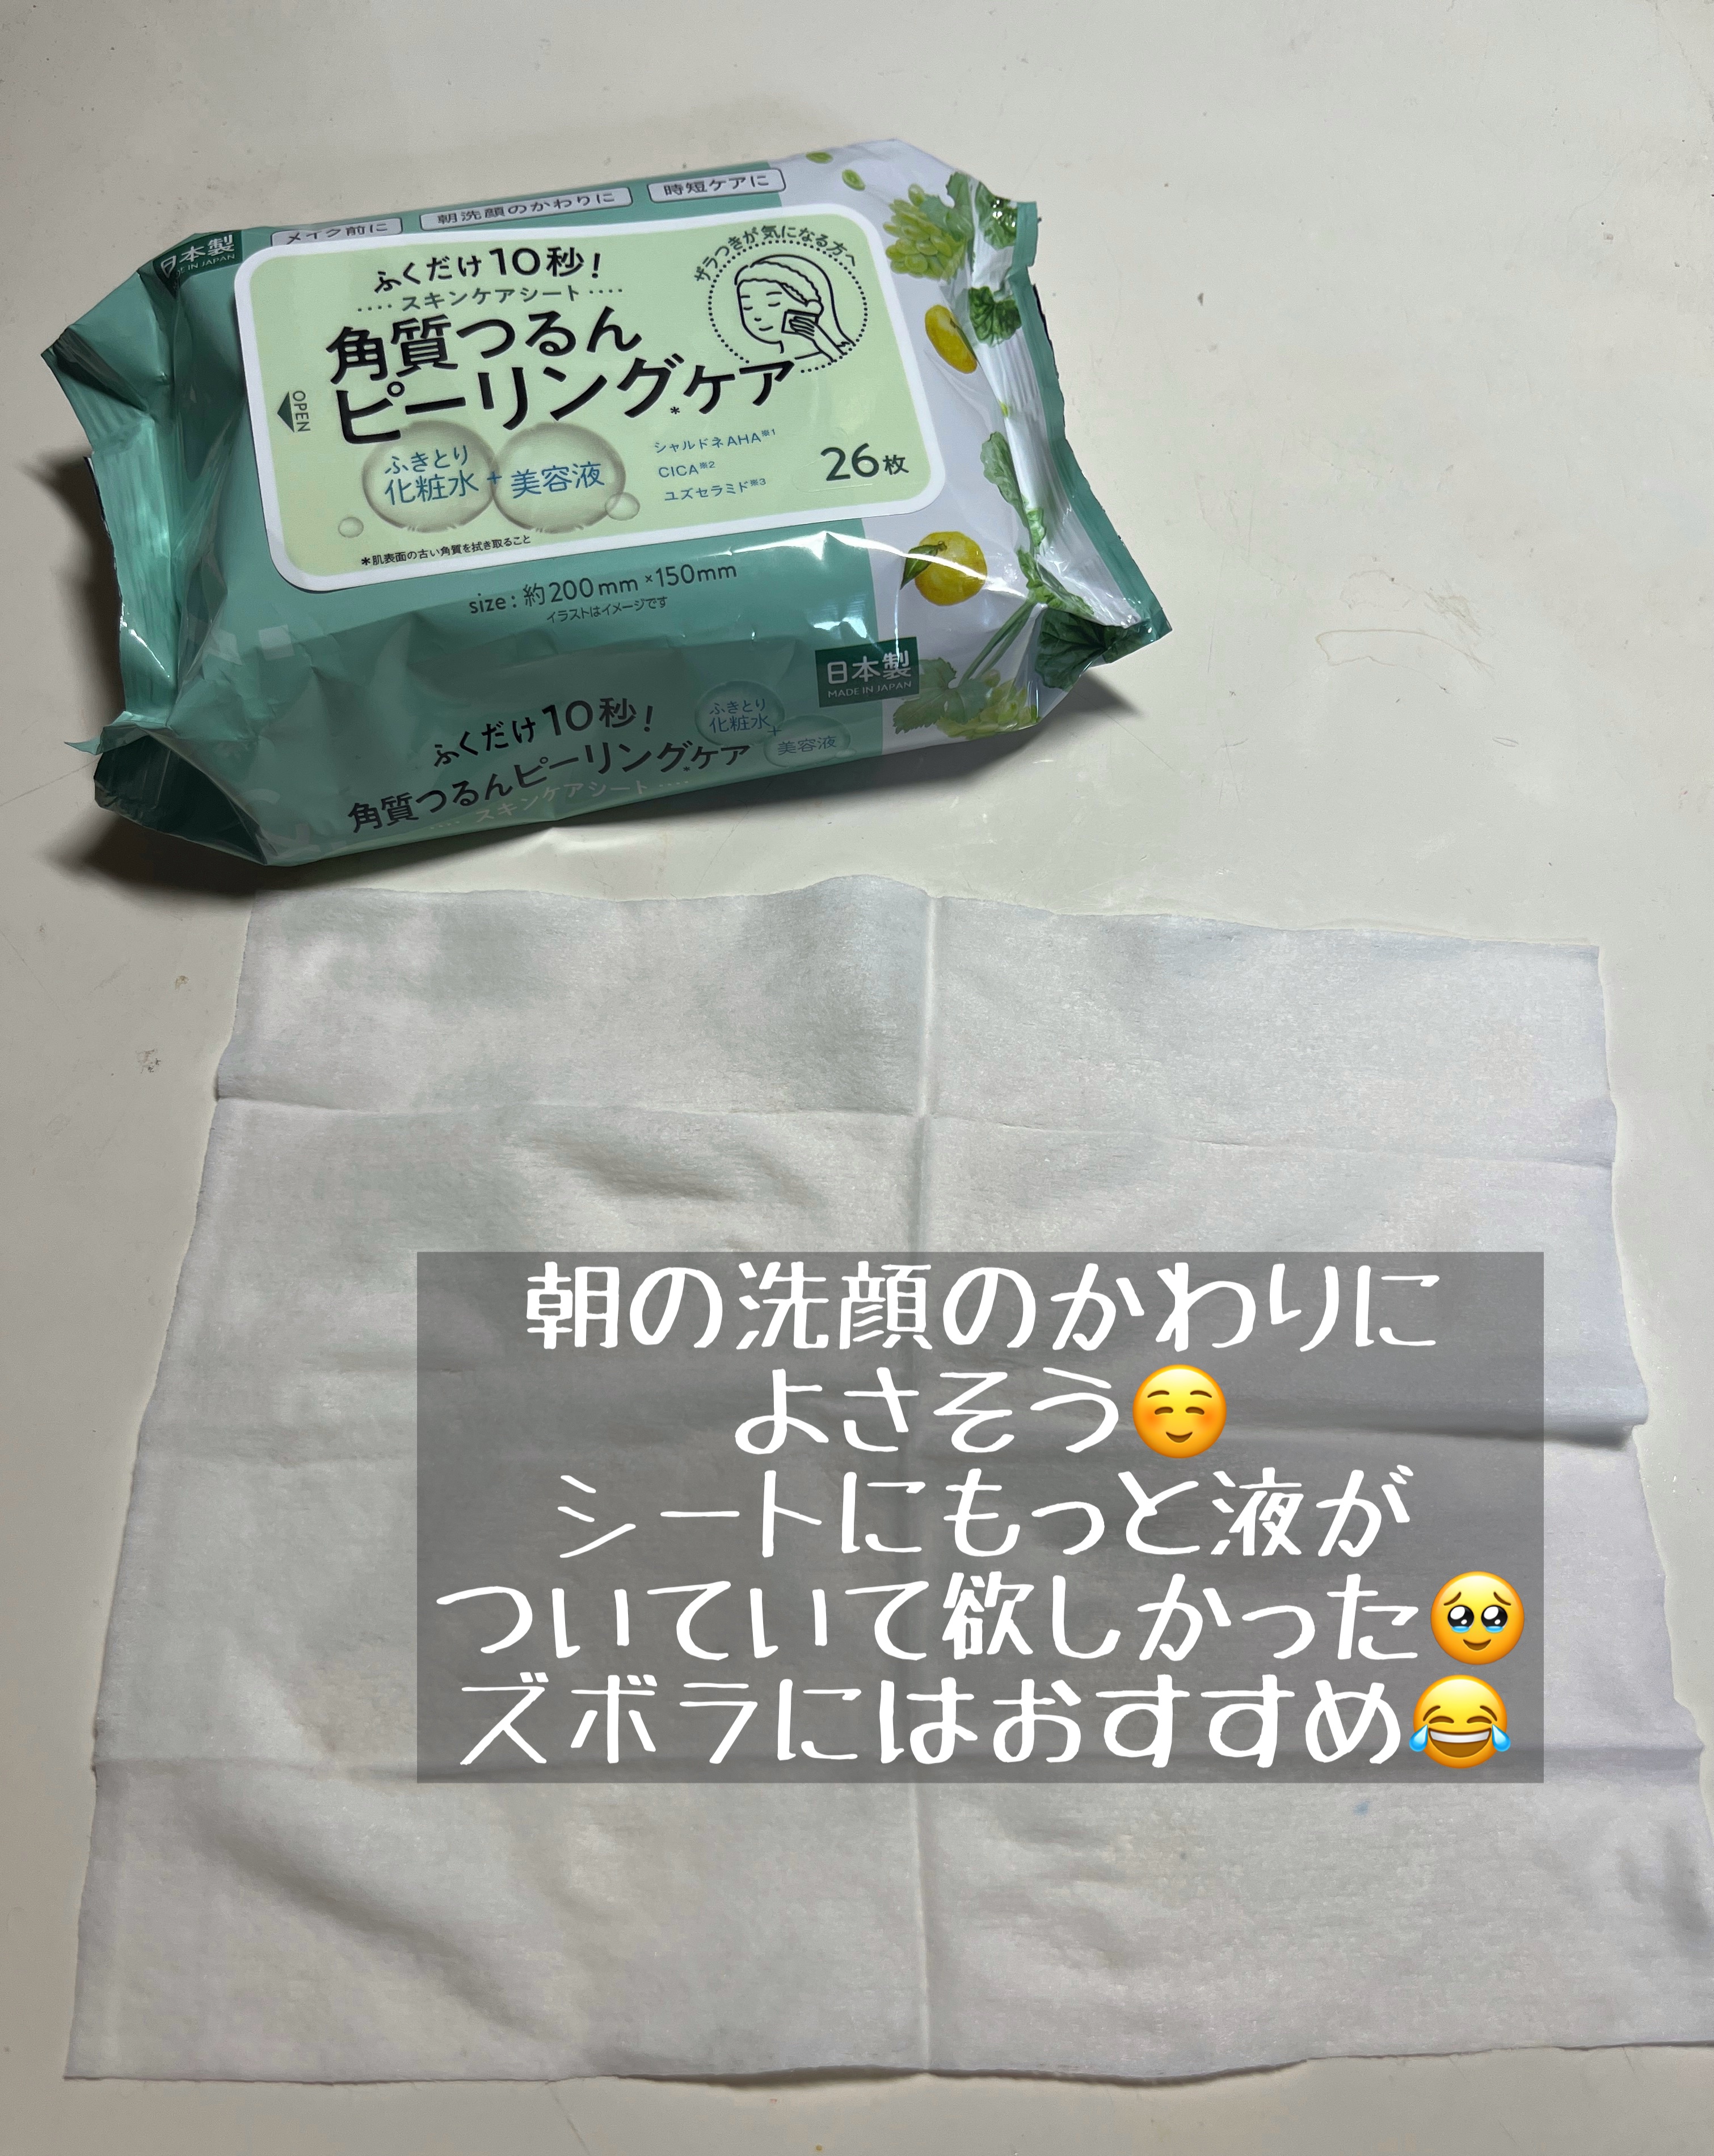 日本製
MADE IN JAPAN
メイク前に
朝洗顔のかわりに
時短ケアに
ふくだけ10秒!
スキンケアシート
角質つるん
ピーリング*ケア
ザラつきが気になる方へ
OPEN
ふきとり
化粧水
+
美容液
シャルドネAHA※1
CICA※2
ユズセラミド※3
26枚
*肌表面の古い角質を拭き取ること
size:約200mm×150mm
イラストはイメージです
日本製
MADE IN JAPAN
ふくだけ10秒!
角質つるんピーリングケア
スキンケアシート
ふきとり
化粧水
+
美容液
朝の洗顔のかわりに
よさそう☺️
シートにもっと液が
ついていて欲しかった🥹
ズボラにはおすすめ😂